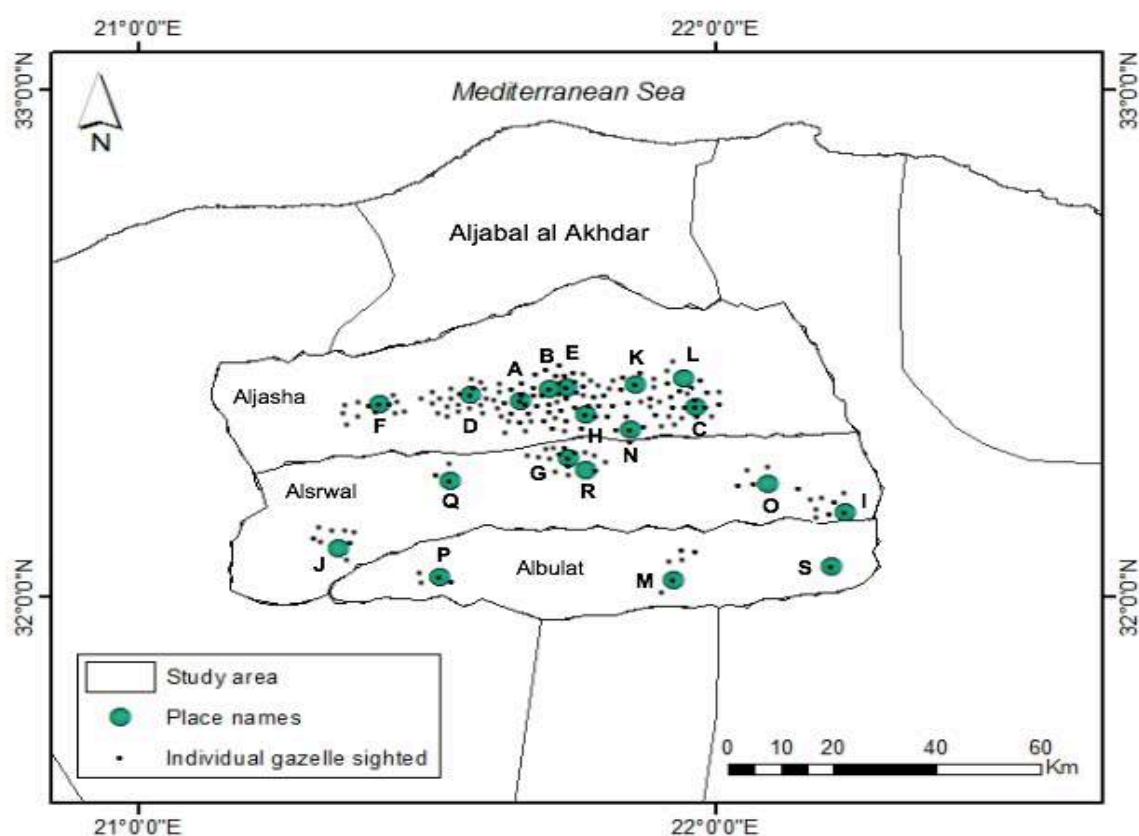 21°0'0"E 22°0'0"E
33°0'0"N 33°0'0"N
Mediterranean Sea
N
Aljabal al Akhdar
B E
A K L
Aljasha
F D H C
N
G
R
Alsrwal Q O I
J
P Albulat M S
32°0'0"N 32°0'0"N
Study area
Place names
Individual gazelle sighted
0 10 20 40 60
Km
21°0'0"E 22°0'0"E